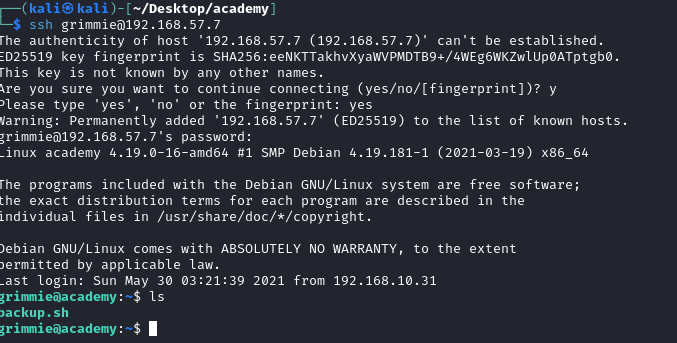 ┌──(kali㉿kali)-[~/Desktop/academy]
└─$ ssh grimmie@192.168.57.7
The authenticity of host '192.168.57.7 (192.168.57.7)' can't be established.
ED25519 key fingerprint is SHA256:eeNKTTakhvXyaWVPMDTB9+/4WEg6WKZwlUp0ATptgb0.
This key is not known by any other names.
Are you sure you want to continue connecting (yes/no/[fingerprint])? y
Please type 'yes', 'no' or the fingerprint: yes
Warning: Permanently added '192.168.57.7' (ED25519) to the list of known hosts.
grimmie@192.168.57.7's password:
Linux academy 4.19.0-16-amd64 #1 SMP Debian 4.19.181-1 (2021-03-19) x86_64

The programs included with the Debian GNU/Linux system are free software;
the exact distribution terms for each program are described in the
individual files in /usr/share/doc/*/copyright.

Debian GNU/Linux comes with ABSOLUTELY NO WARRANTY, to the extent
permitted by applicable law.
Last login: Sun May 30 03:21:39 2021 from 192.168.10.31
grimmie@academy:~$ ls
backup.sh
grimmie@academy:~$